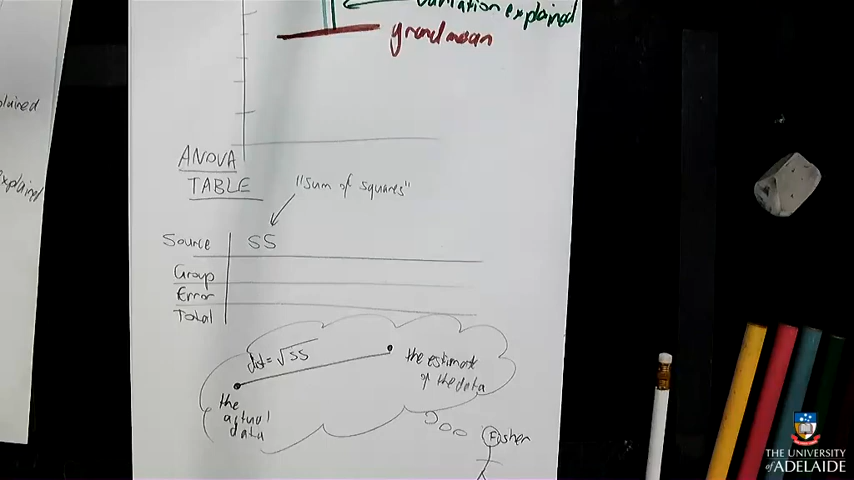 variation explained
grand mean
plained
explained
ANOVA
TABLE
"sum of squares"
Source SS
Group
Error
Total
dist = √SS
the estimate
of the data
the
actual
data
Fisher
THE UNIVERSITY
of ADELAIDE